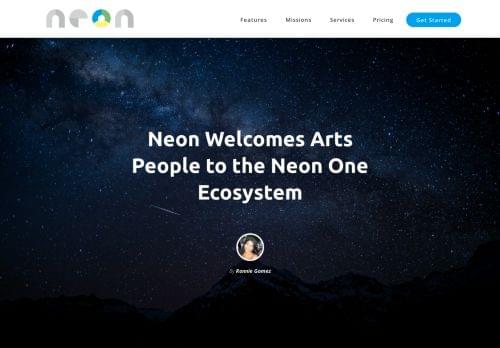 neon
Features Missions Services Pricing Get Started
Neon Welcomes Arts
People to the Neon One
Ecosystem
By Ronnie Gomez